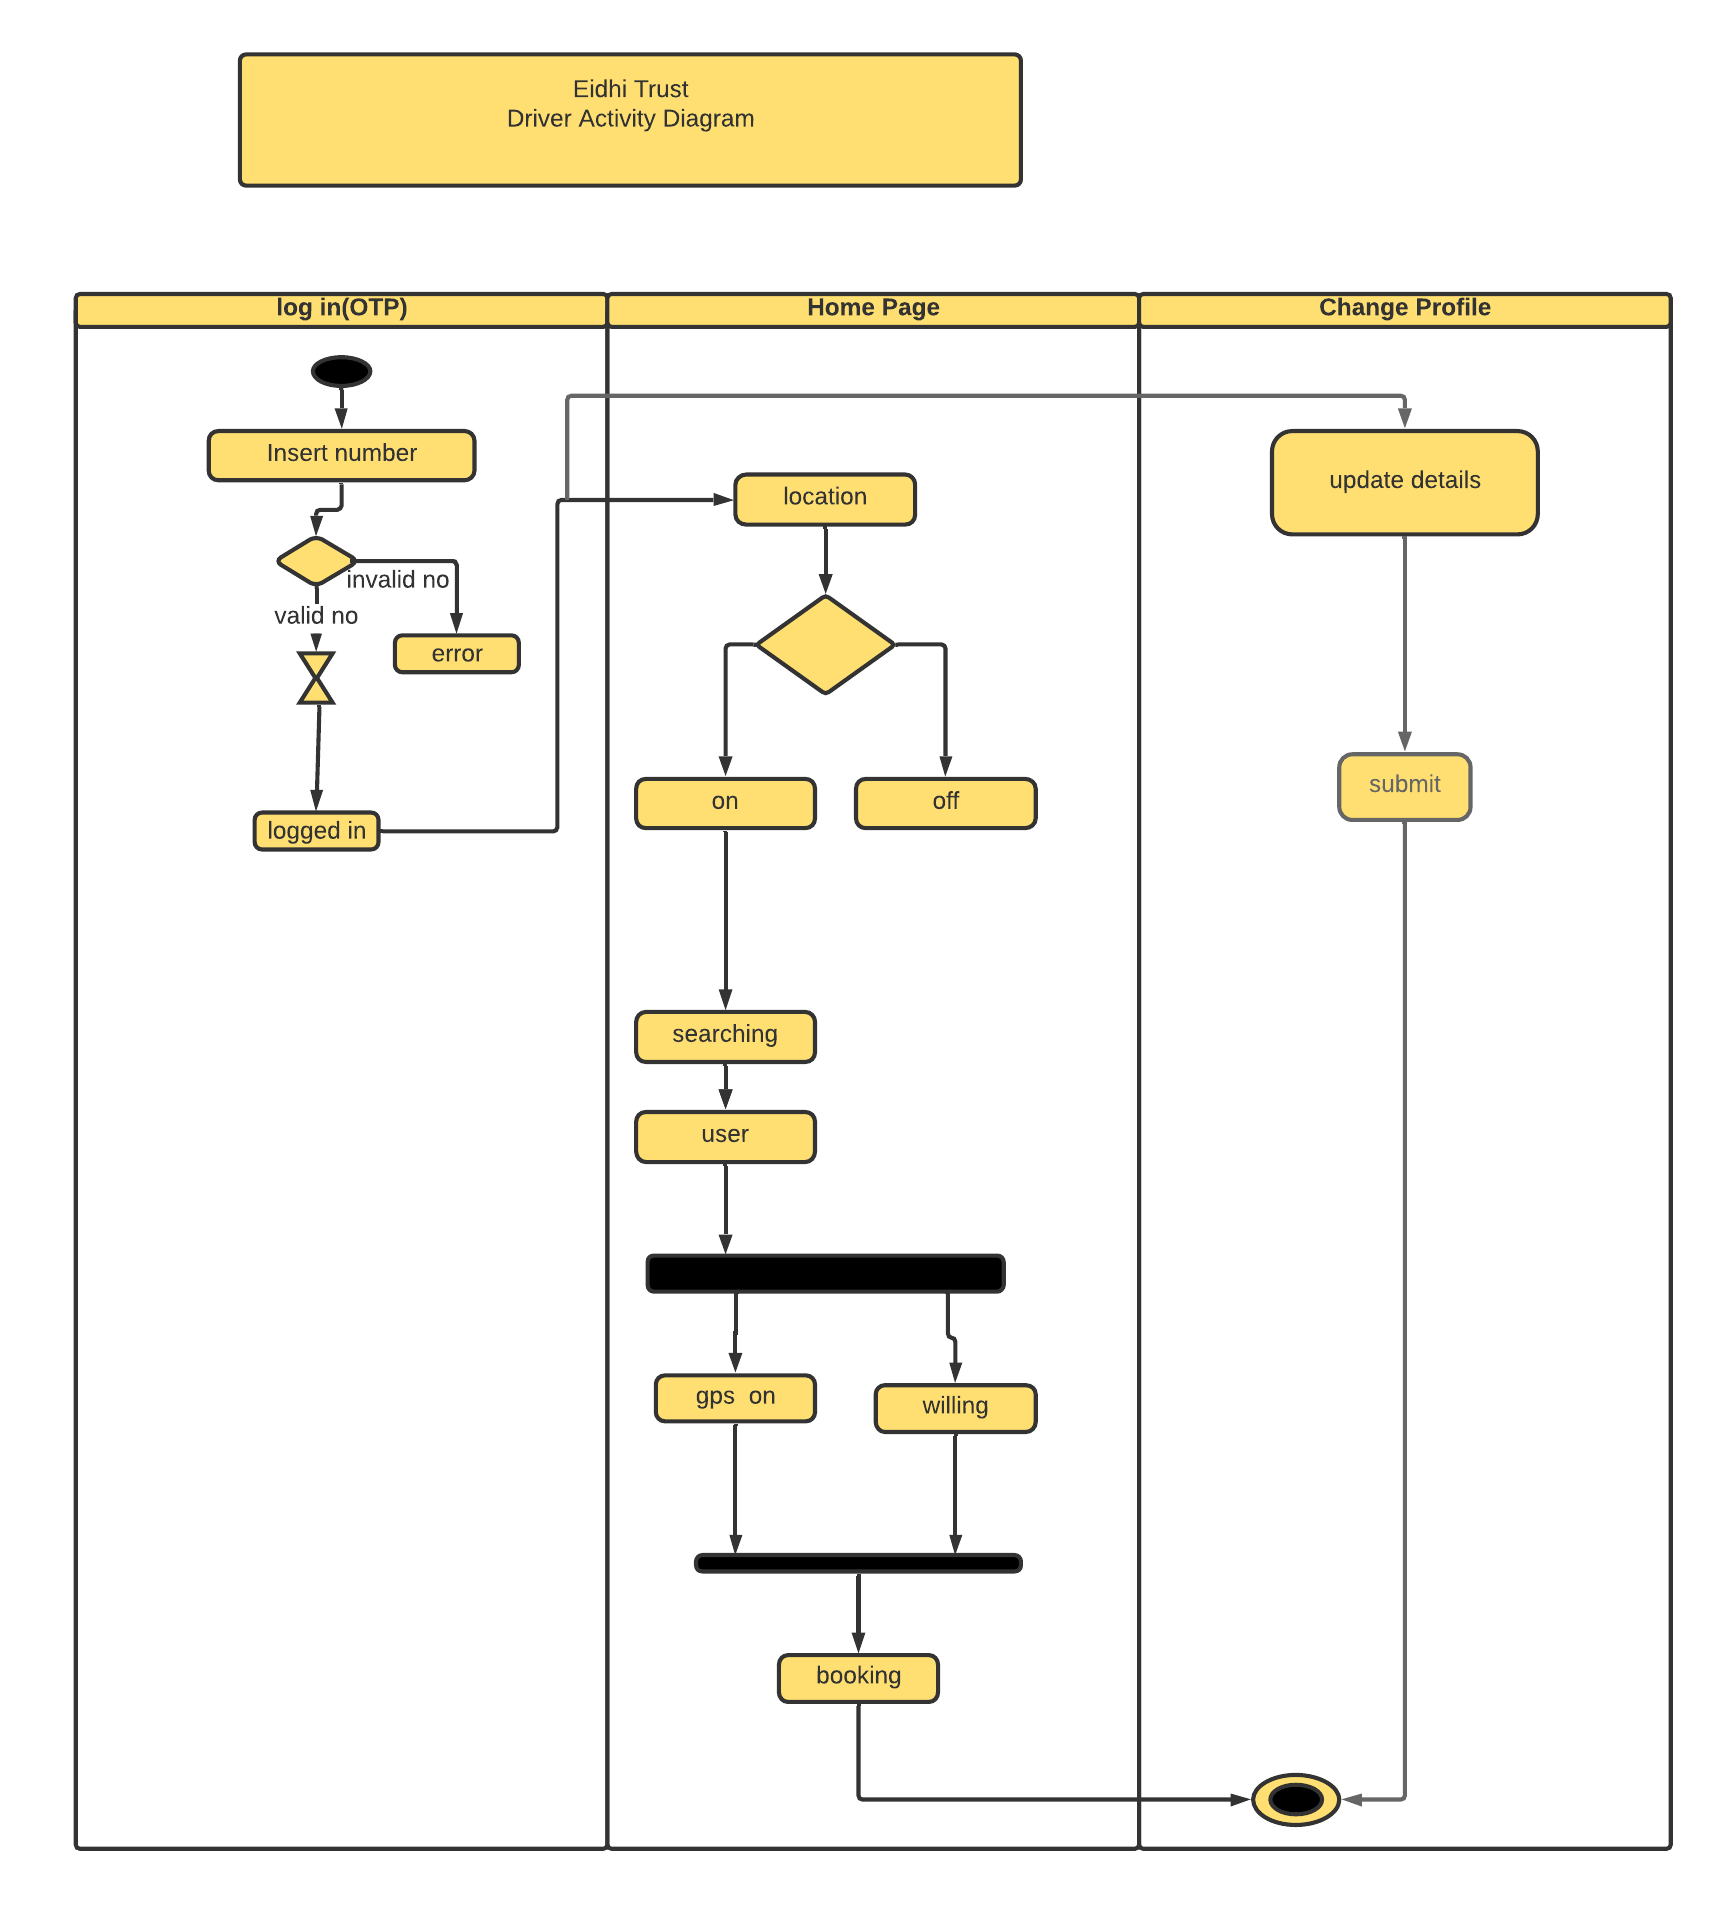 Eidhi Trust
Driver Activity Diagram
log in(OTP)
Home Page
Change Profile
Insert number
invalid no
valid no
error
logged in
location
on
off
searching
user
gps  on
willing
booking
update details
submit